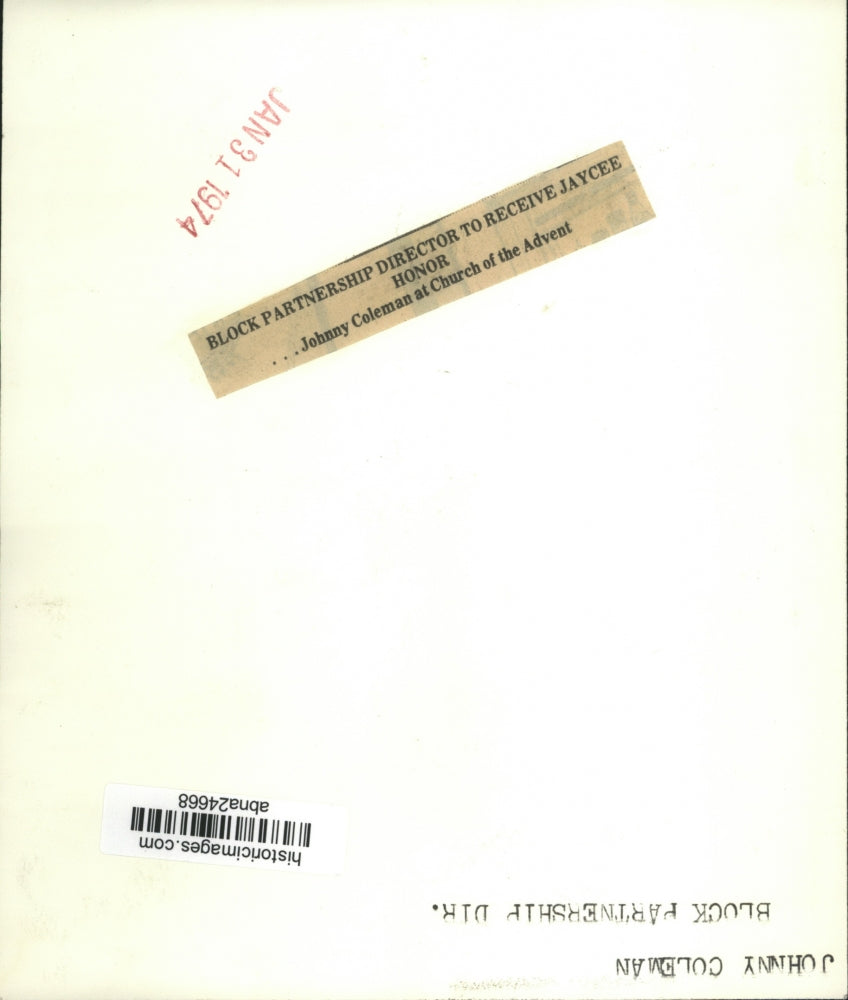 JAN 31 1974
BLOCK PARTNERSHIP DIRECTOR TO RECEIVE JAYCEE
HONOR
. . . Johnny Coleman at Church of the Advent
historicimages.com
abna24668
JOHNNY COLEMAN
BLOCK PARTNERSHIP DIR.